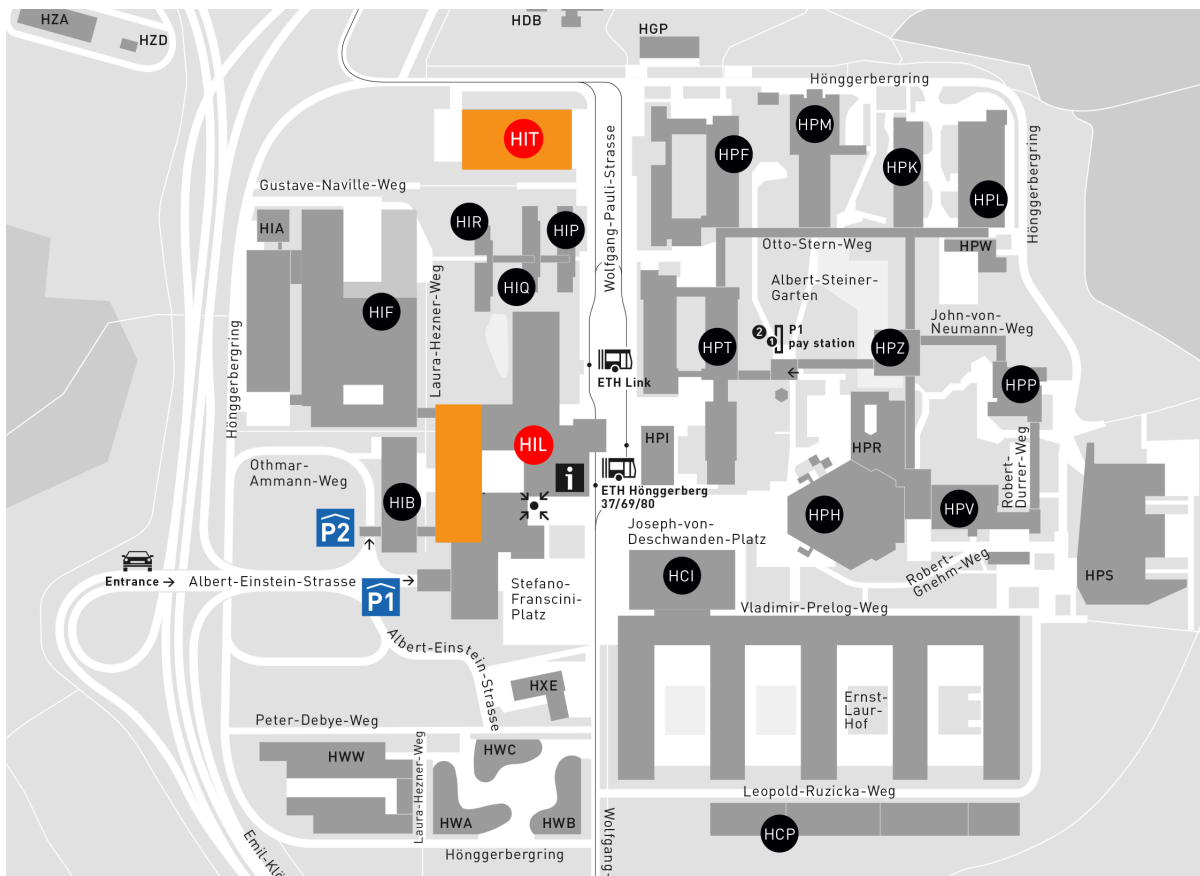 HZA
HZD
HDB
HGP
Hönggerbergring
HIT
HPM
HPF
HPK
HPL
Hönggerbergring
Wolfgang-Pauli-Strasse
Gustave-Naville-Weg
HIA
HIR
HIP
HIQ
HIF
Laura-Hezner-Weg
Hönggerbergring
Otto-Stern-Weg
HPW
Albert-Steiner-
Garten
John-von-
Neumann-Weg
2
1
P1
pay station
HPT
HPZ
HPP
ETH Link
HIL
HPI
HPR
Robert-
Durrer-Weg
Othmar-
Ammann-Weg
HIB
i
ETH Hönggerberg
37/69/80
P2
HPH
HPV
Joseph-von-
Deschwanden-Platz
Robert-
Gnehm-Weg
HPS
Entrance
Albert-Einstein-Strasse
P1
Stefano-
Franscini-
Platz
HCI
Vladimir-Prelog-Weg
Albert-Einstein-Strasse
HXE
Ernst-
Laur-
Hof
Peter-Debye-Weg
HWW
Laura-Hezner-Weg
HWC
HWA
HWB
Leopold-Ruzicka-Weg
HCP
Hönggerbergring
Emil-Klö
Wolfgang-